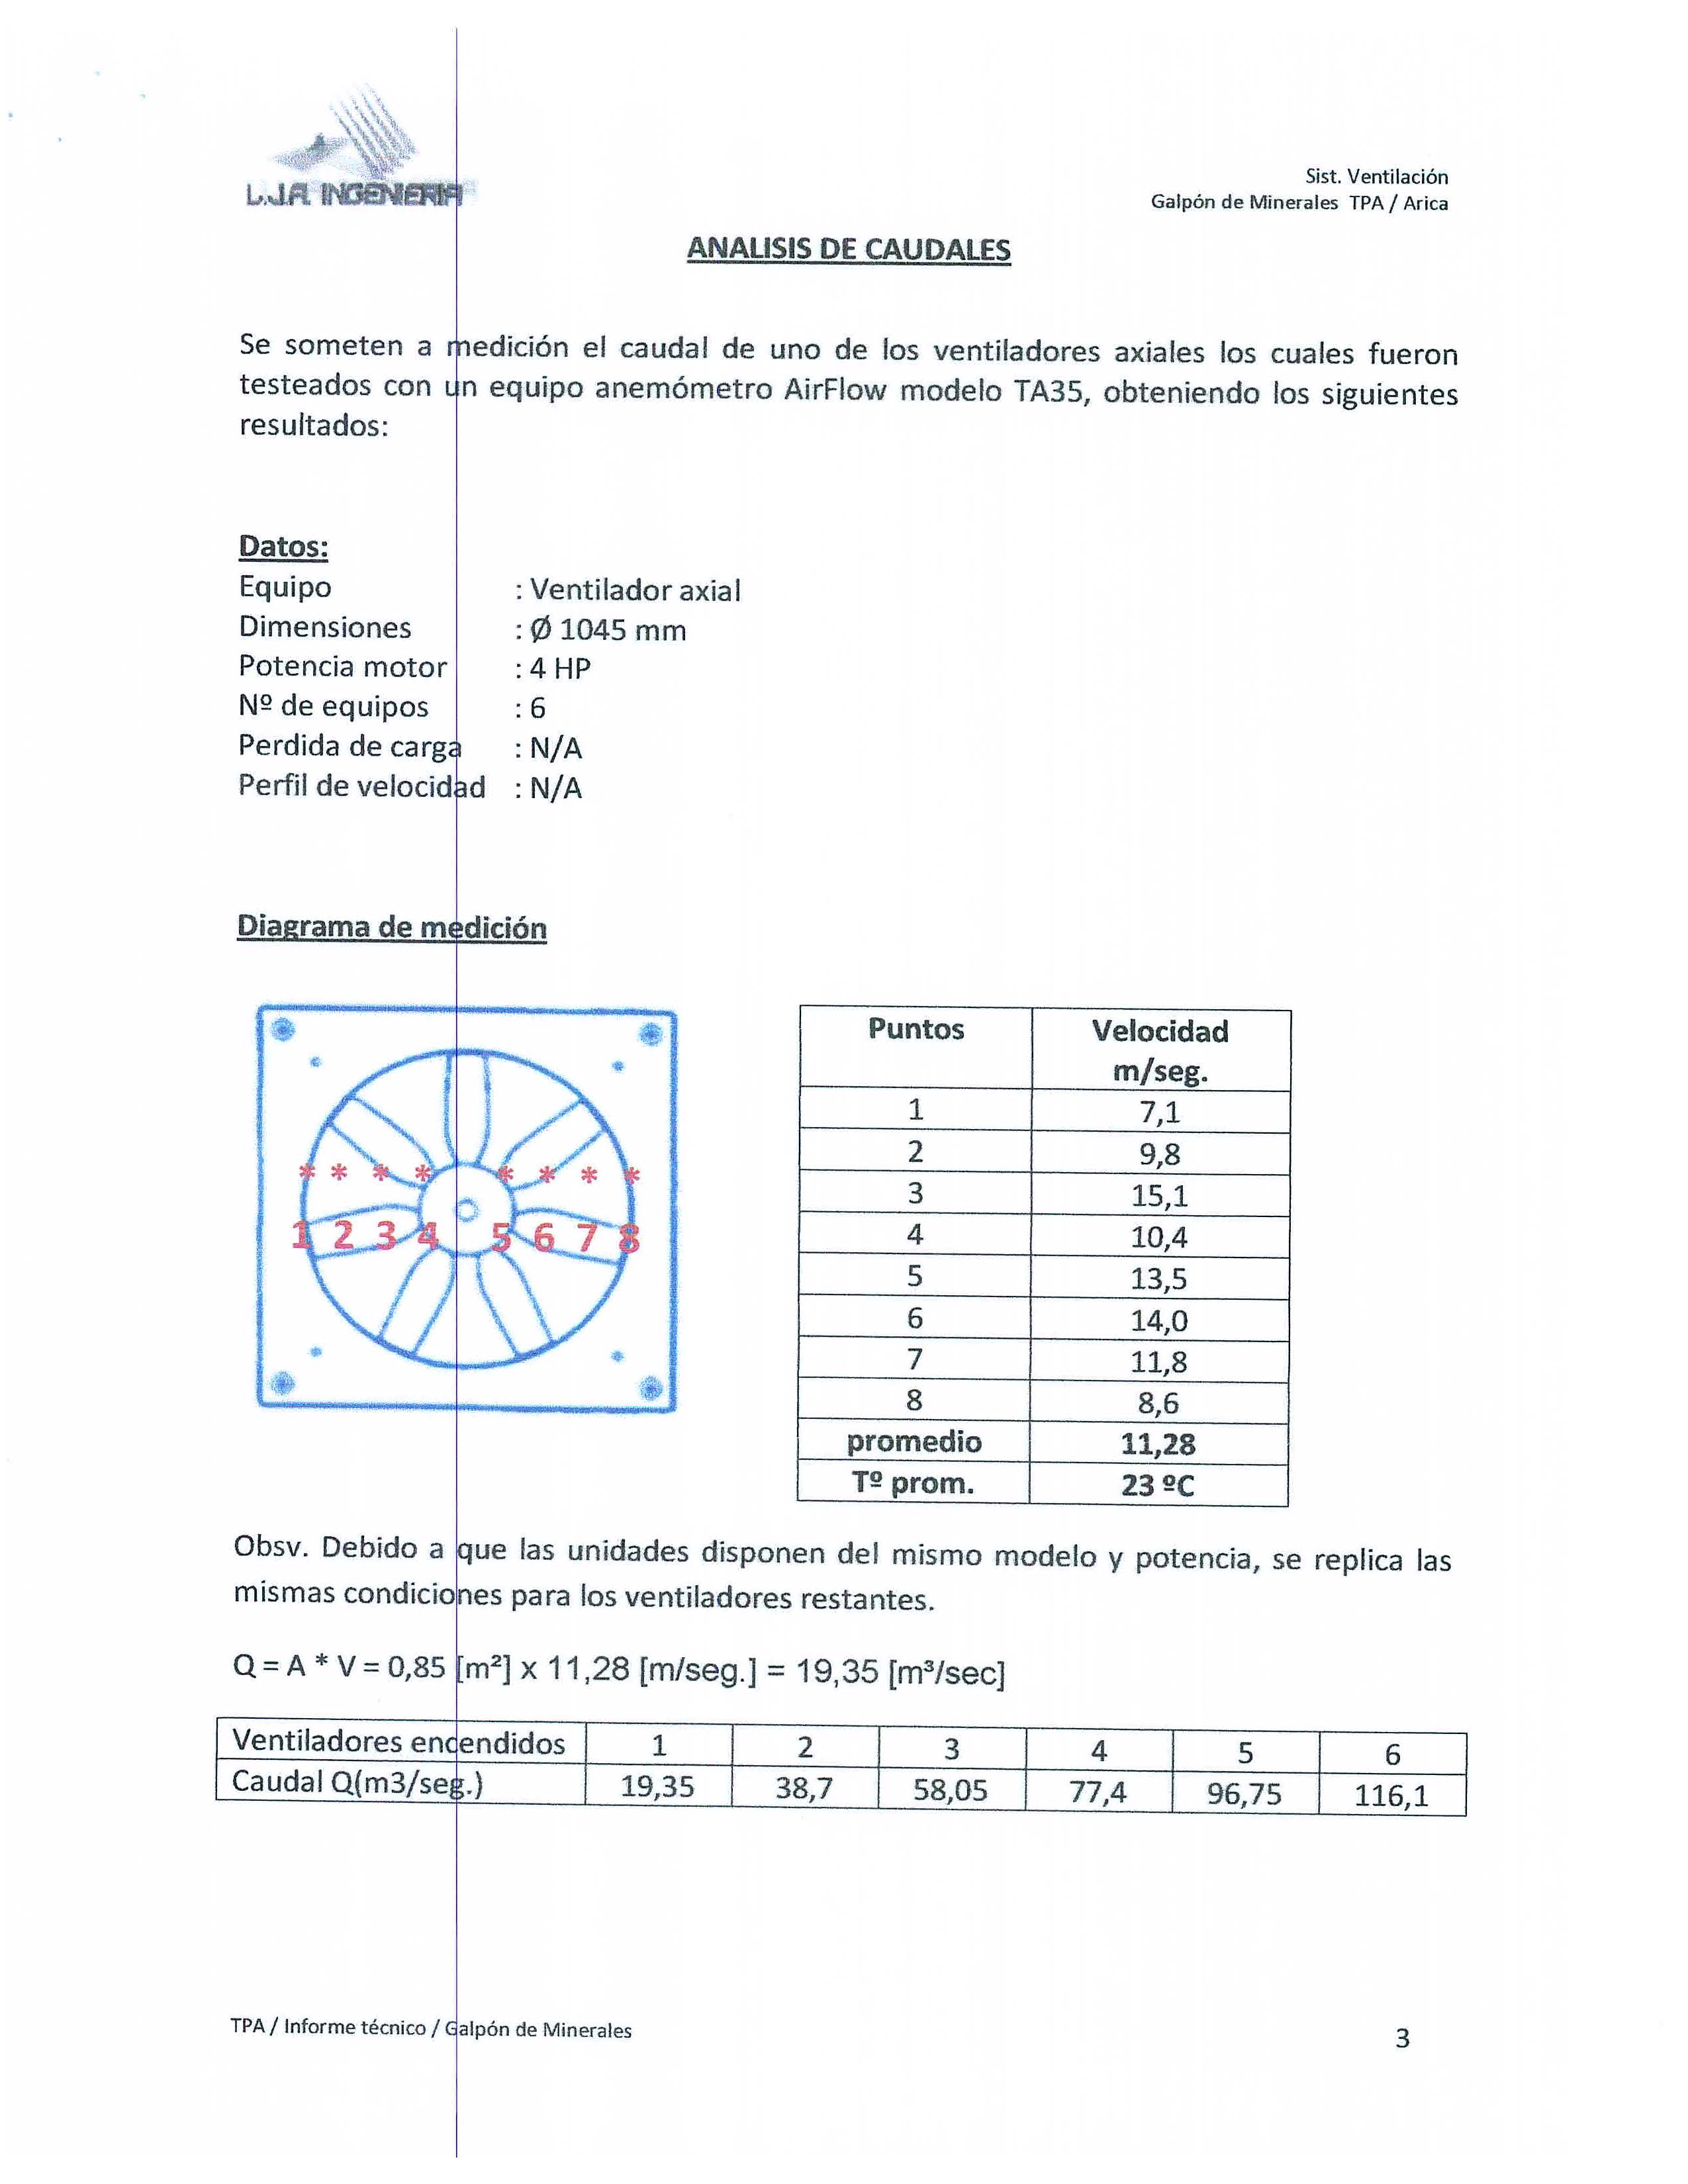 L.J.A. INGENIERIA
Sist. Ventilación
Galpón de Minerales TPA / Arica
ANALISIS DE CAUDALES
Se someten a medición el caudal de uno de los ventiladores axiales los cuales fueron
testeados con un equipo anemómetro AirFlow modelo TA35, obteniendo los siguientes
resultados:
Datos:
Equipo : Ventilador axial
Dimensiones : Ø 1045 mm
Potencia motor : 4 HP
Nº de equipos : 6
Perdida de carga : N/A
Perfil de velocidad : N/A
Diagrama de medición
* * * * * * * *
1 2 3 4 5 6 7 8
Puntos Velocidad
m/seg.
1 7,1
2 9,8
3 15,1
4 10,4
5 13,5
6 14,0
7 11,8
8 8,6
promedio 11,28
Tº prom. 23 ºC
Obsv. Debido a que las unidades disponen del mismo modelo y potencia, se replica las
mismas condiciones para los ventiladores restantes.
Q = A * V = 0,85 [m²] x 11,28 [m/seg.] = 19,35 [m³/sec]
Ventiladores encendidos 1 2 3 4 5 6
Caudal Q(m3/seg.) 19,35 38,7 58,05 77,4 96,75 116,1
TPA / Informe técnico / Galpón de Minerales
3